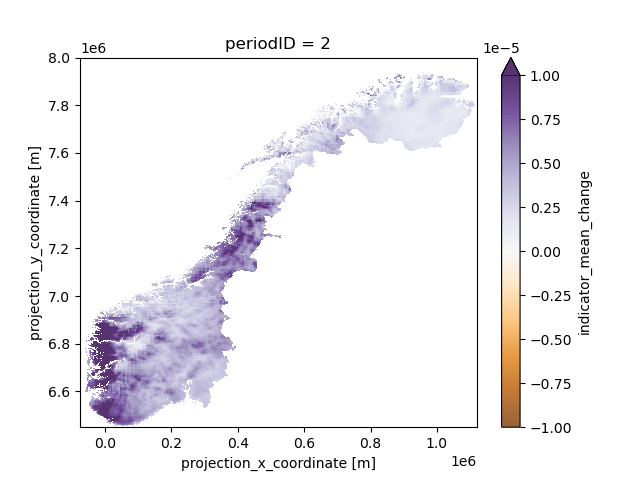 periodID = 2
1e6
1e−5
8.0
7.8
7.6
7.4
7.2
7.0
6.8
6.6
projection_y_coordinate [m]
0.0 0.2 0.4 0.6 0.8 1.0
projection_x_coordinate [m]
1e6
1.00
0.75
0.50
0.25
0.00
−0.25
−0.50
−0.75
−1.00
indicator_mean_change